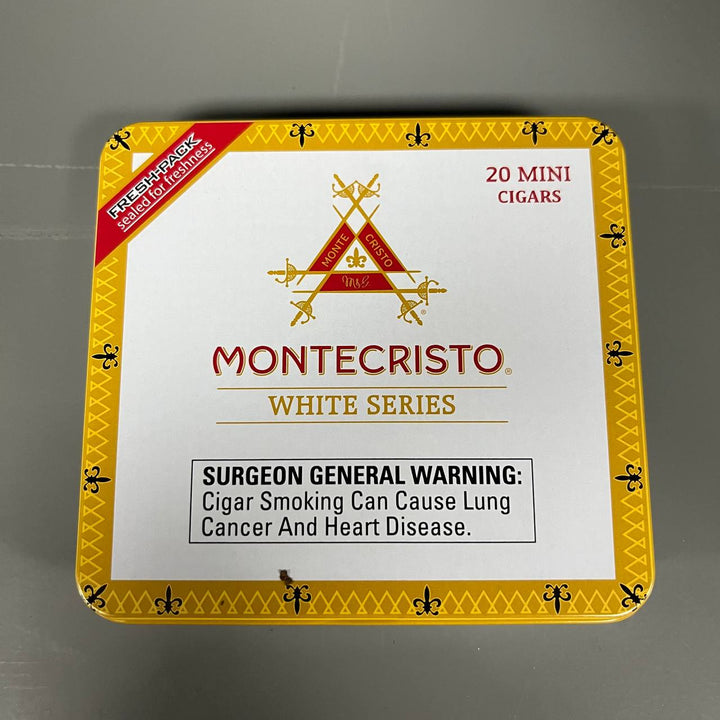 FRESH-PACK
sealed for freshness
20 MINI
CIGARS
MONTE CRISTO
M&G
MONTECRISTO®
WHITE SERIES
SURGEON GENERAL WARNING:
Cigar Smoking Can Cause Lung
Cancer And Heart Disease.